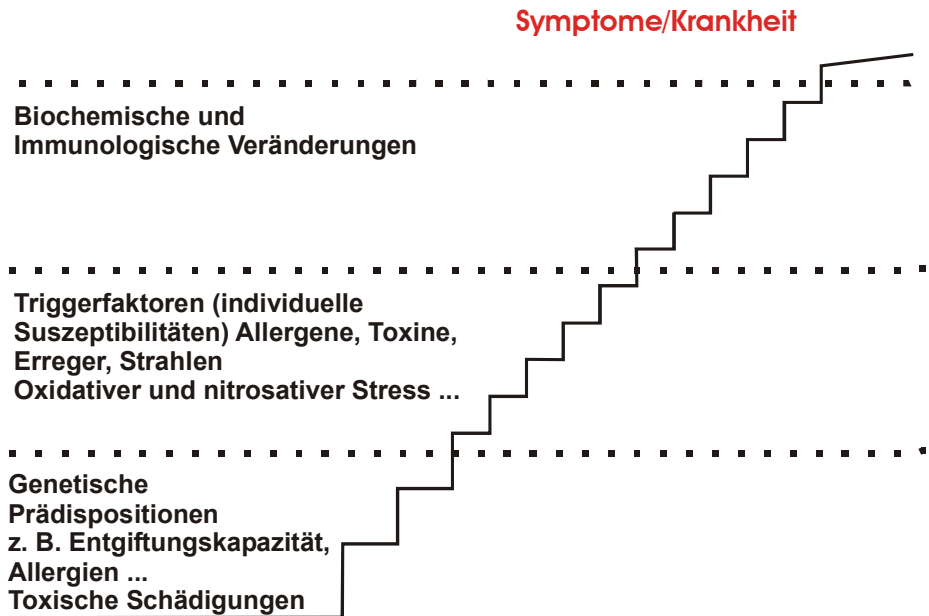 Symptome/Krankheit
Biochemische und
Immunologische Veränderungen
Triggerfaktoren (individuelle
Suszeptibilitäten) Allergene, Toxine,
Erreger, Strahlen
Oxidativer und nitrosativer Stress ...
Genetische
Prädispositionen
z. B. Entgiftungskapazität,
Allergien ...
Toxische Schädigungen